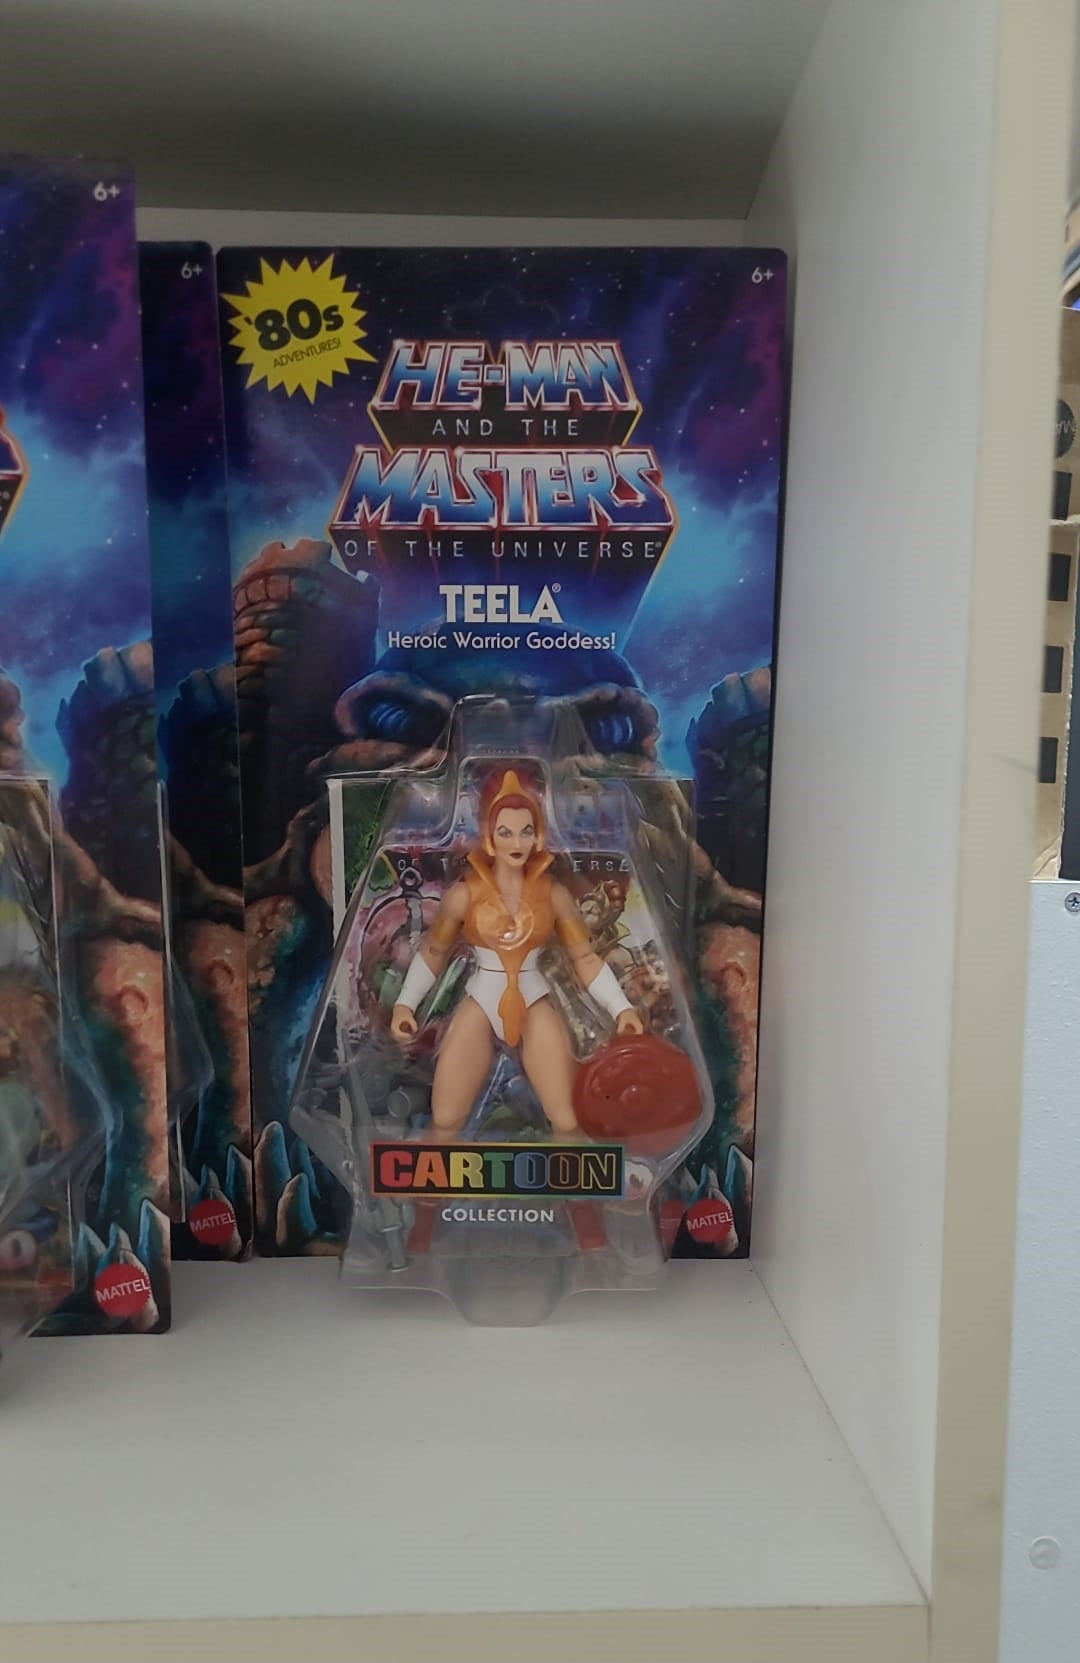 6+
6+
6+
'80s
ADVENTURES!
HE-MAN
AND THE
MASTERS
OF THE UNIVERSE®
TEELA®
Heroic Warrior Goddess!
CARTOON
COLLECTION
MATTEL
MATTEL
MATTEL